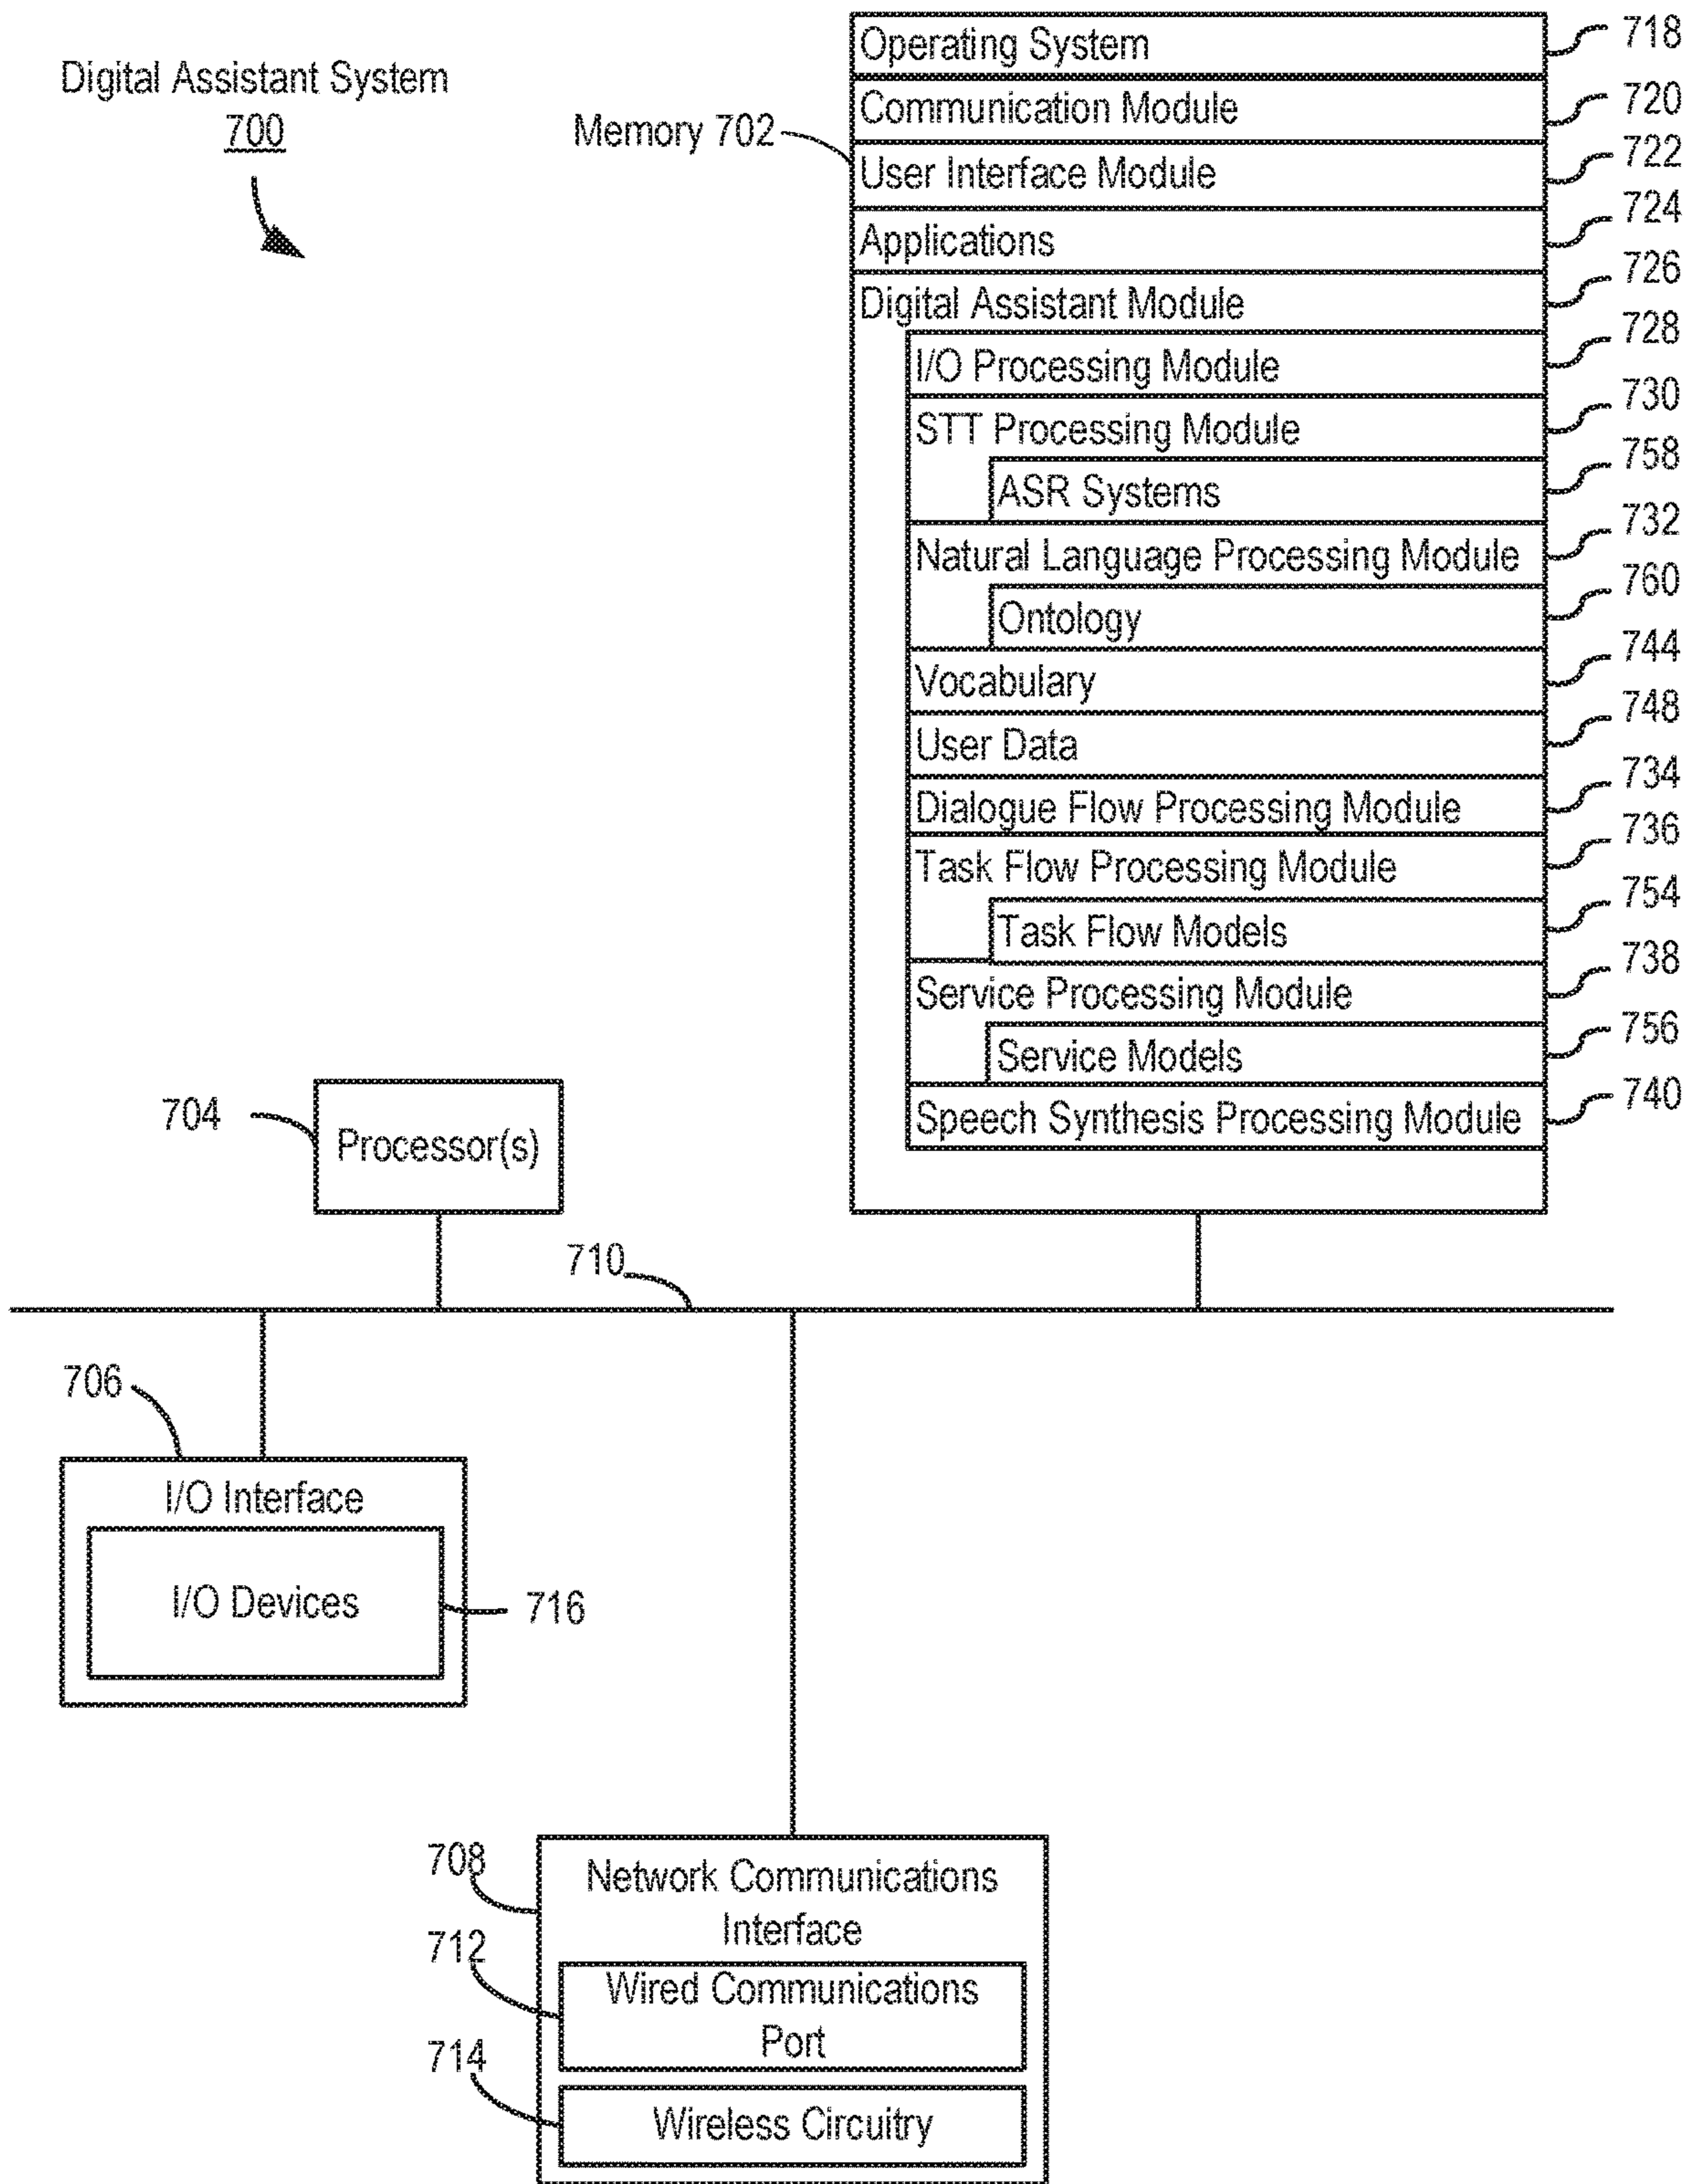 Digital Assistant System
700
Memory 702
Operating System 718
Communication Module 720
User Interface Module 722
Applications 724
Digital Assistant Module 726
I/O Processing Module 728
STT Processing Module 730
ASR Systems 758
Natural Language Processing Module 732
Ontology 760
Vocabulary 744
User Data 748
Dialogue Flow Processing Module 734
Task Flow Processing Module 736
Task Flow Models 754
Service Processing Module 738
Service Models 756
Speech Synthesis Processing Module 740
704
Processor(s)
710
706
I/O Interface
I/O Devices
716
708
Network Communications
Interface
712
Wired Communications
Port
714
Wireless Circuitry